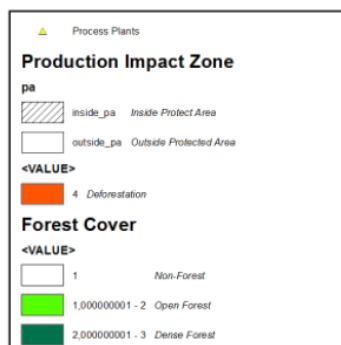 Process Plants
Production Impact Zone
pa
inside_pa Inside Protect Area
outside_pa Outside Protected Area
<VALUE>
4 Deforestation
Forest Cover
<VALUE>
1 Non-Forest
1,000000001 - 2 Open Forest
2,000000001 - 3 Dense Forest